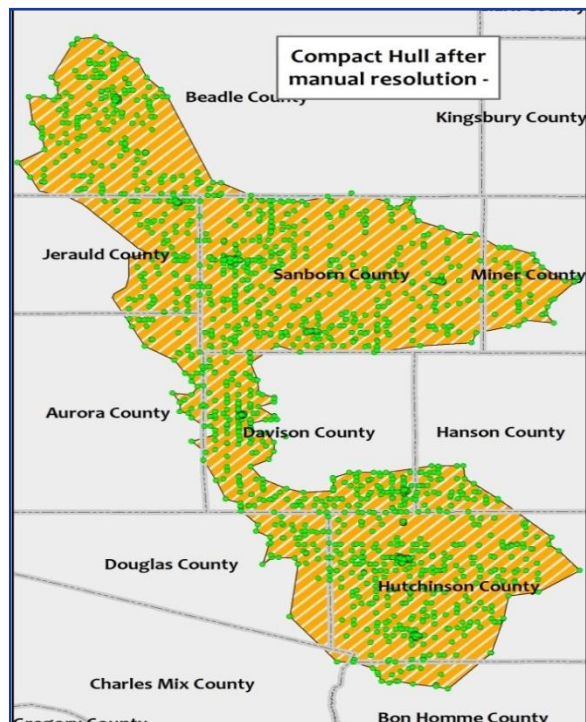 Compact Hull after
manual resolution -
Beadle County
Kingsbury County
Jerauld County
Sanborn County
Miner County
Aurora County
Davison County
Hanson County
Douglas County
Hutchinson County
Charles Mix County
Bon Homme County